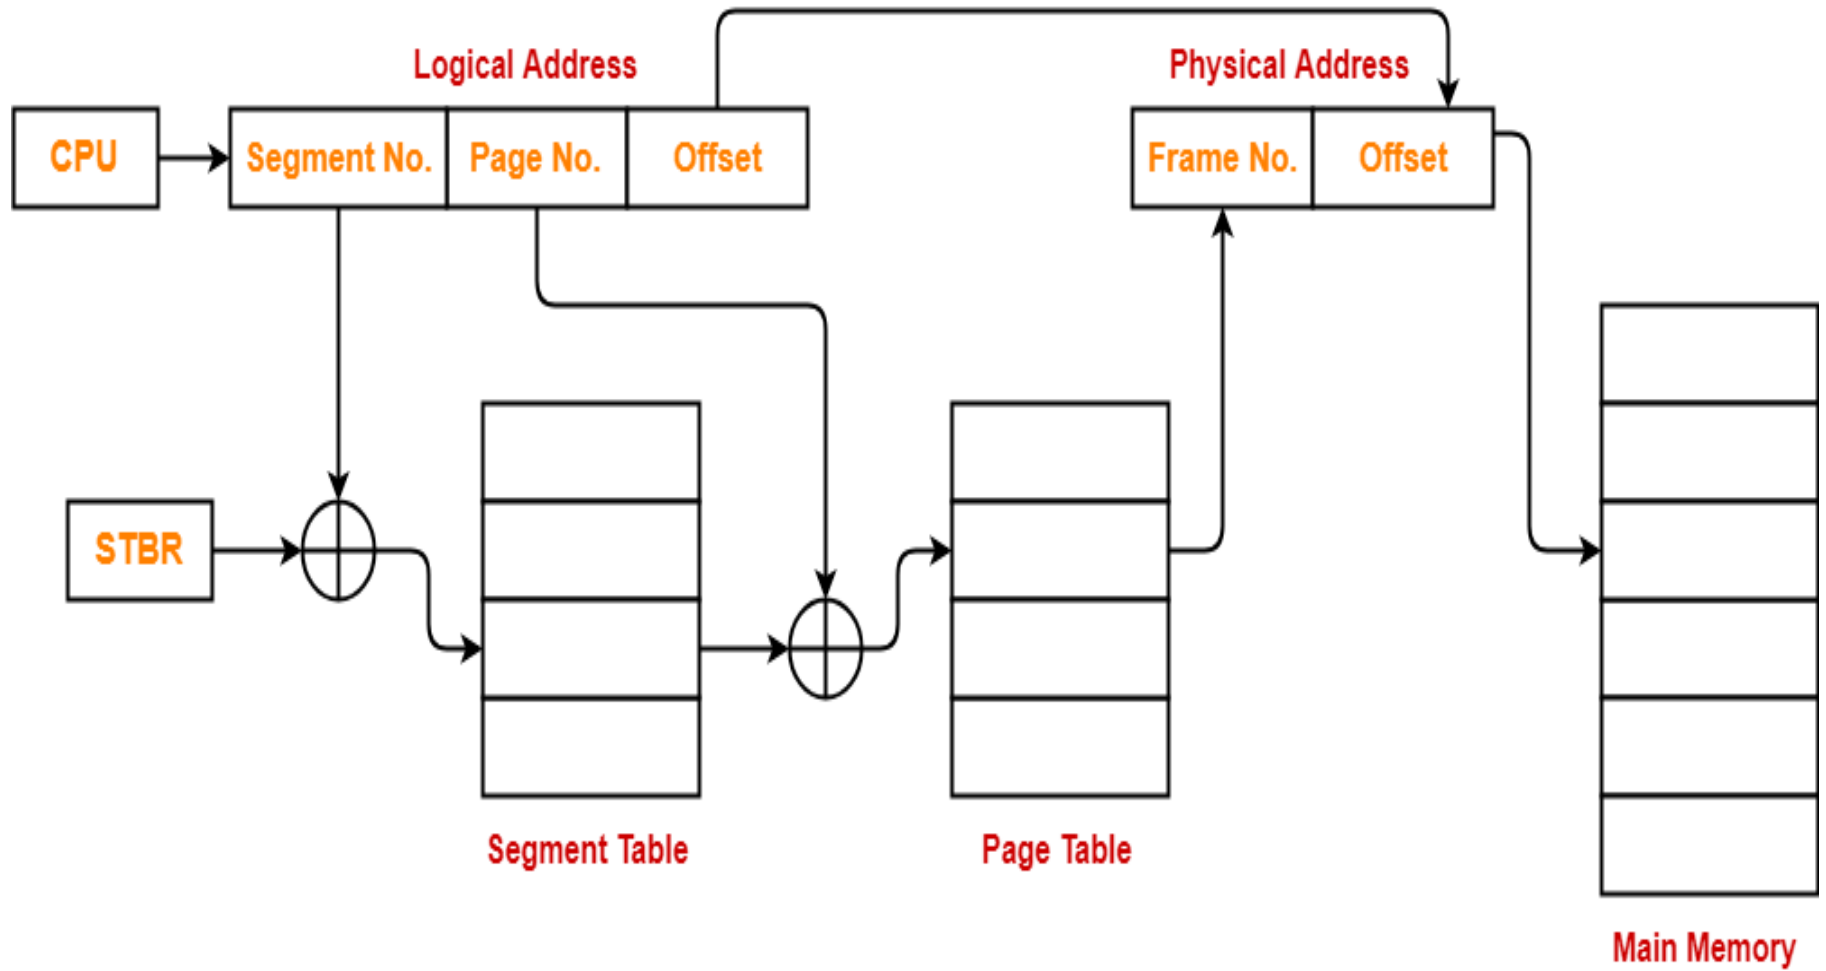 Logical Address
Physical Address
CPU
Segment No.
Page No.
Offset
Frame No.
Offset
STBR
Segment Table
Page Table
Main Memory